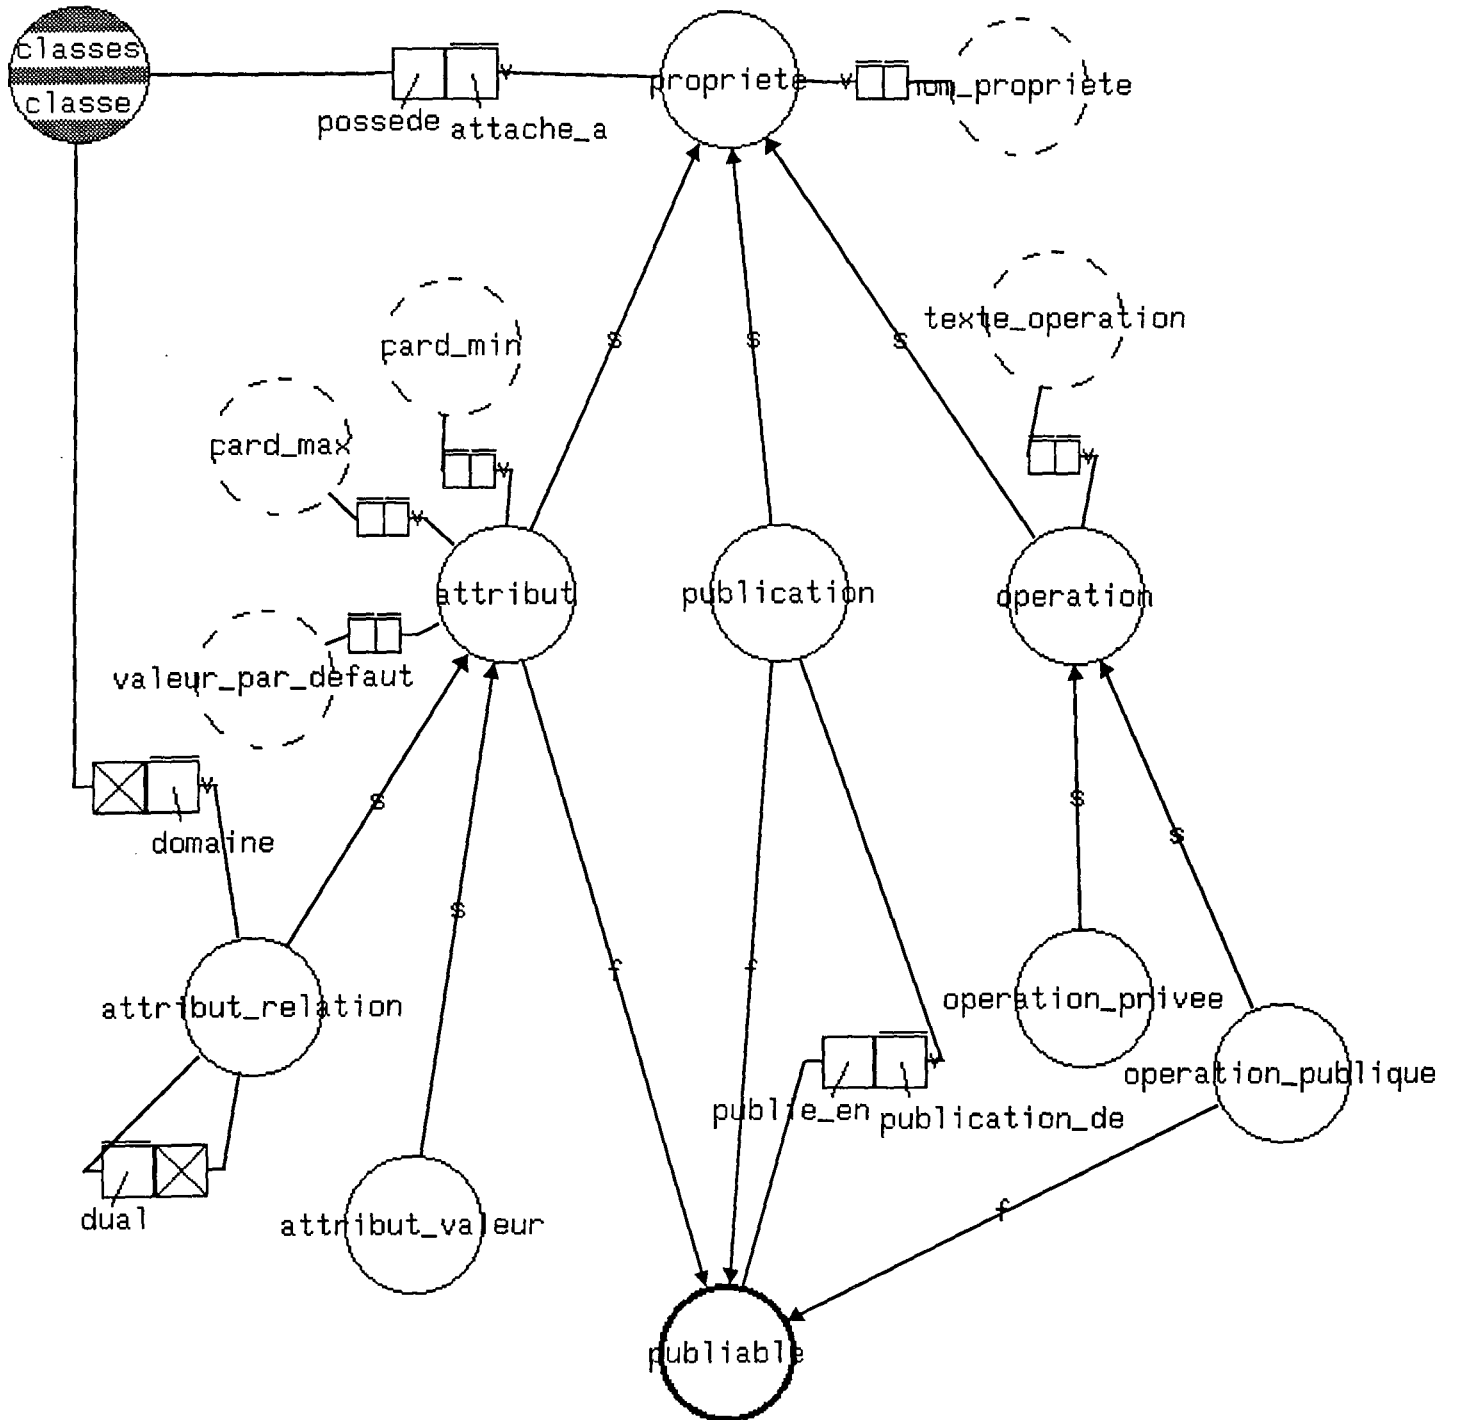 classes
classe
possede
attache_a
propriete
v
v
nom_propriete
card_min
texte_operation
s
s
s
card_max
v
v
v
attribut
publication
operation
valeur_par_defaut
v
domaine
s
s
s
s
f
f
attribut_relation
operation_privee
operation_publique
v
publie_en
publication_de
dual
attribut_valeur
f
publiable